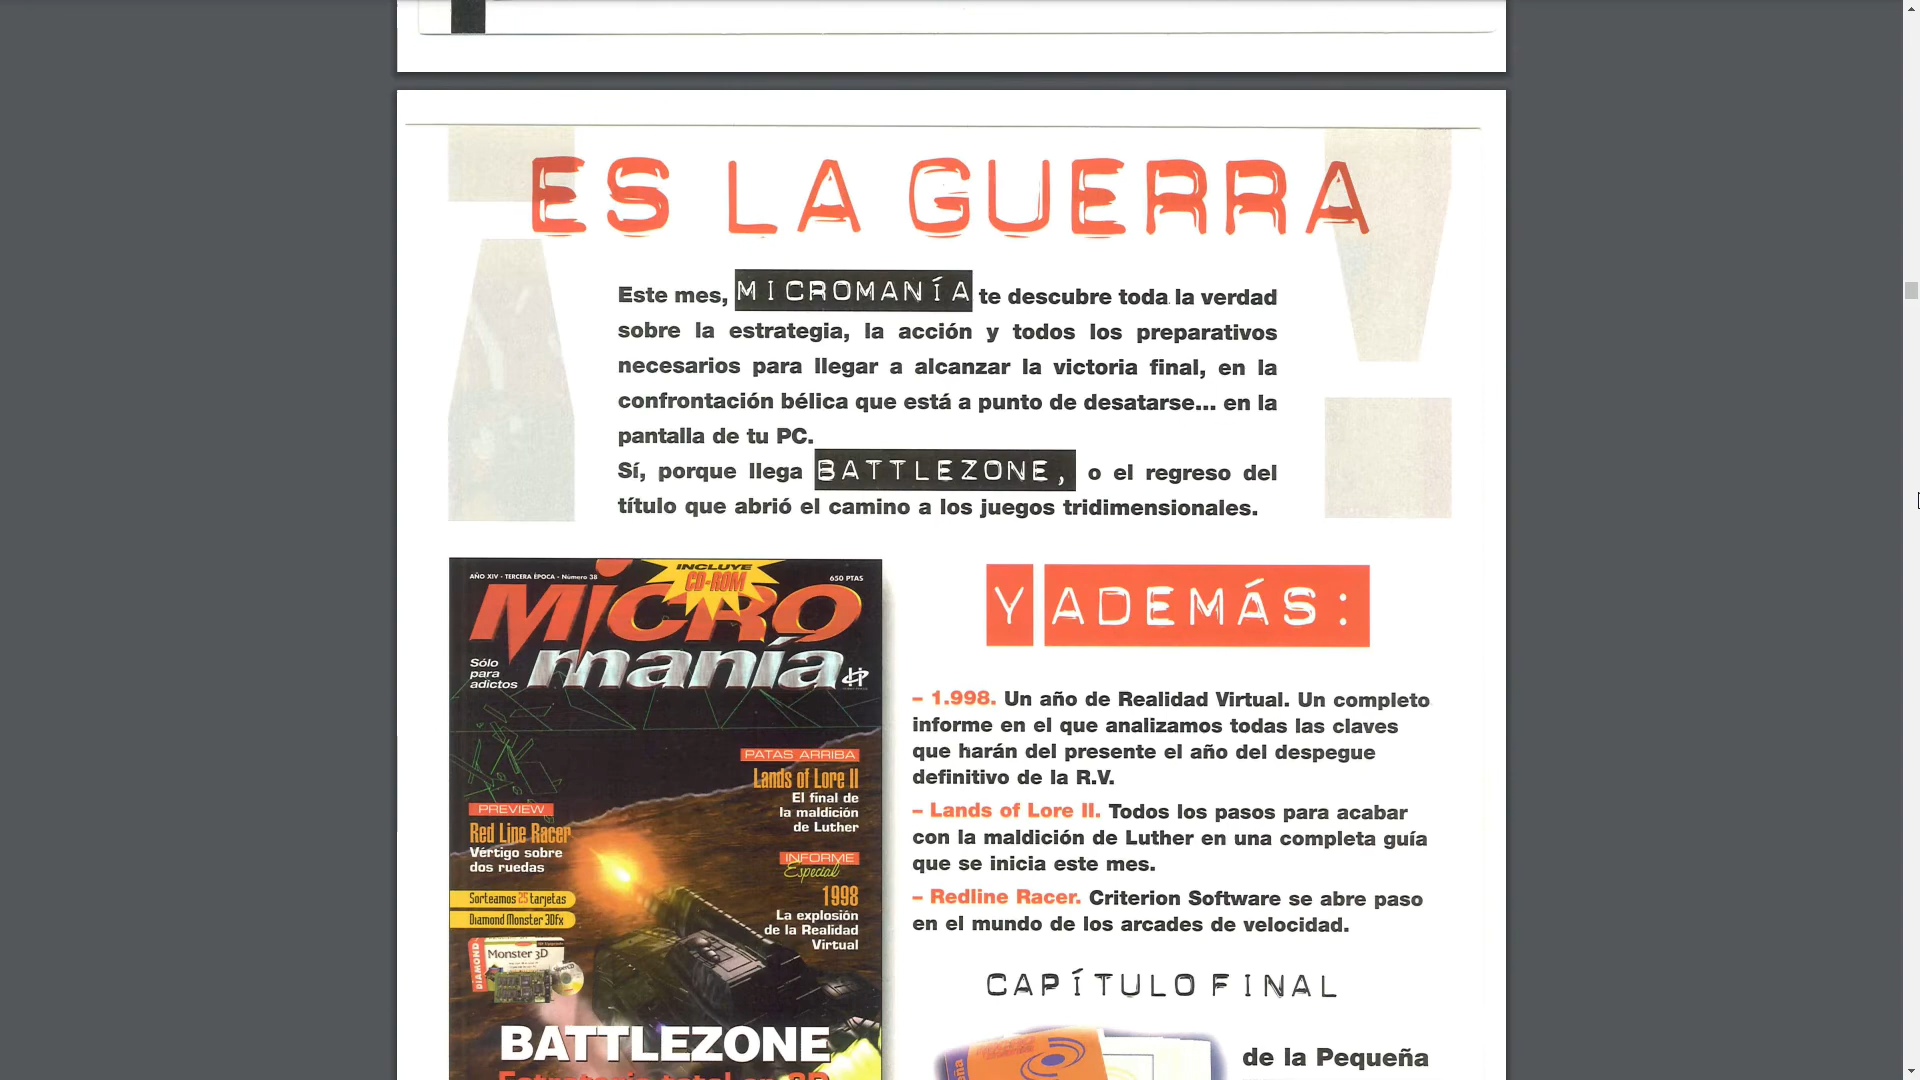 ES LA GUERRA
Este mes, MICROMANÍA te descubre toda la verdad
sobre la estrategia, la acción y todos los preparativos
necesarios para llegar a alcanzar la victoria final, en la
confrontación bélica que está a punto de desatarse... en la
pantalla de tu PC.
Sí, porque llega BATTLEZONE, o el regreso del
título que abrió el camino a los juegos tridimensionales.
AÑO XIV - TERCERA ÉPOCA - Número 38
INCLUYE
CD-ROM
650 PTAS
MiCRO
manía
Sólo
para
adictos
PATAS ARRIBA
Lands of Lore II
El final de
la maldición
de Luther
PREVIEW
Red Line Racer
Vértigo sobre
dos ruedas
INFORME
Especial
1998
La explosión
de la Realidad
Virtual
Sorteamos 25 tarjetas
Diamond Monster 3Dfx
DIAMOND
Monster 3D
BATTLEZONE
Estrategia total en 3D
Y ADEMÁS:
– 1.998. Un año de Realidad Virtual. Un completo
informe en el que analizamos todas las claves
que harán del presente el año del despegue
definitivo de la R.V.
– Lands of Lore II. Todos los pasos para acabar
con la maldición de Luther en una completa guía
que se inicia este mes.
– Redline Racer. Criterion Software se abre paso
en el mundo de los arcades de velocidad.
CAPÍTULO FINAL
de la Pequeña